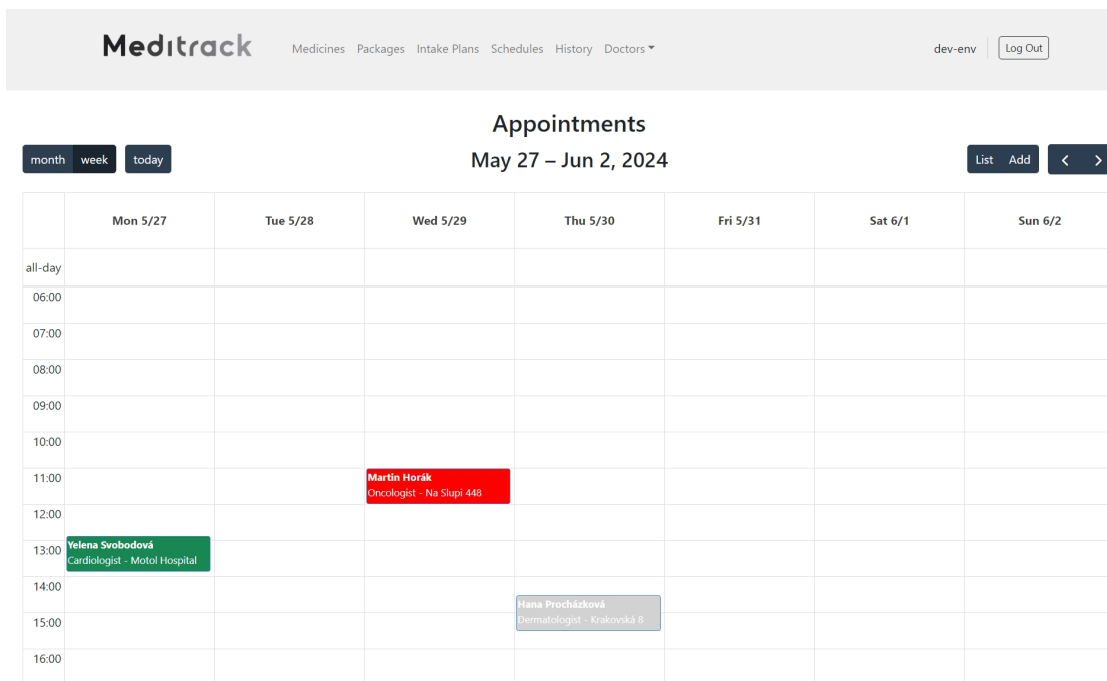 Medıtrack
Medicines Packages Intake Plans Schedules History Doctors
dev-env Log Out
Appointments
month week today
May 27 – Jun 2, 2024
List Add
Mon 5/27 Tue 5/28 Wed 5/29 Thu 5/30 Fri 5/31 Sat 6/1 Sun 6/2
all-day
06:00
07:00
08:00
09:00
10:00
11:00
Martin Horák
Oncologist - Na Slupi 448
12:00
13:00
Yelena Svobodová
Cardiologist - Motol Hospital
14:00
Hana Procházková
Dermatologist - Krakovská 8
15:00
16:00